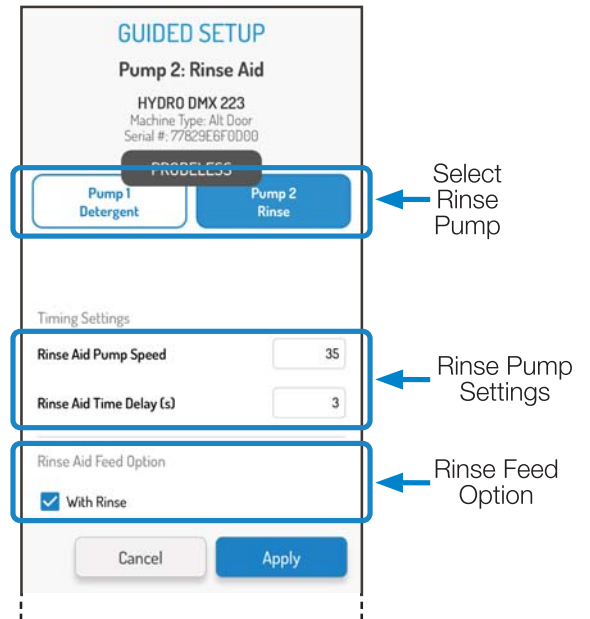 GUIDED SETUP
Pump 2: Rinse Aid
HYDRO DMX 223
Machine Type: Alt Door
Serial #: 77829E6F0D00
PROBELESS
Pump 1
Detergent
Pump 2
Rinse
Select
Rinse
Pump
Timing Settings
Rinse Aid Pump Speed 35
Rinse Aid Time Delay (s) 3
Rinse Pump
Settings
Rinse Aid Feed Option
With Rinse
Rinse Feed
Option
Cancel Apply